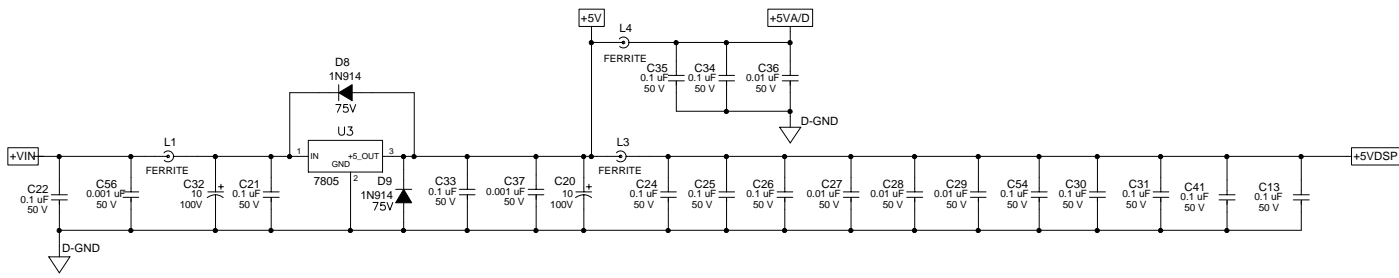 +5V
+5VA/D
L4
FERRITE
C35
0.1 uF
50 V
C34
0.1 uF
50 V
C36
0.01 uF
50 V
D-GND
D8
1N914
75V
U3
1
IN
+5_OUT
3
GND
2
7805
D9
1N914
75V
+VIN
L1
FERRITE
L3
FERRITE
+5VDSP
C22
0.1 uF
50 V
C56
0.001 uF
50 V
C32
10
100V
+
C21
0.1 uF
50 V
C33
0.1 uF
50 V
C37
0.001 uF
50 V
C20
10
100V
+
C24
0.1 uF
50 V
C25
0.1 uF
50 V
C26
0.1 uF
50 V
C27
0.01 uF
50 V
C28
0.01 uF
50 V
C29
0.01 uF
50 V
C54
0.1 uF
50 V
C30
0.1 uF
50 V
C31
0.1 uF
50 V
C41
0.1 uF
50 V
C13
0.1 uF
50 V
D-GND